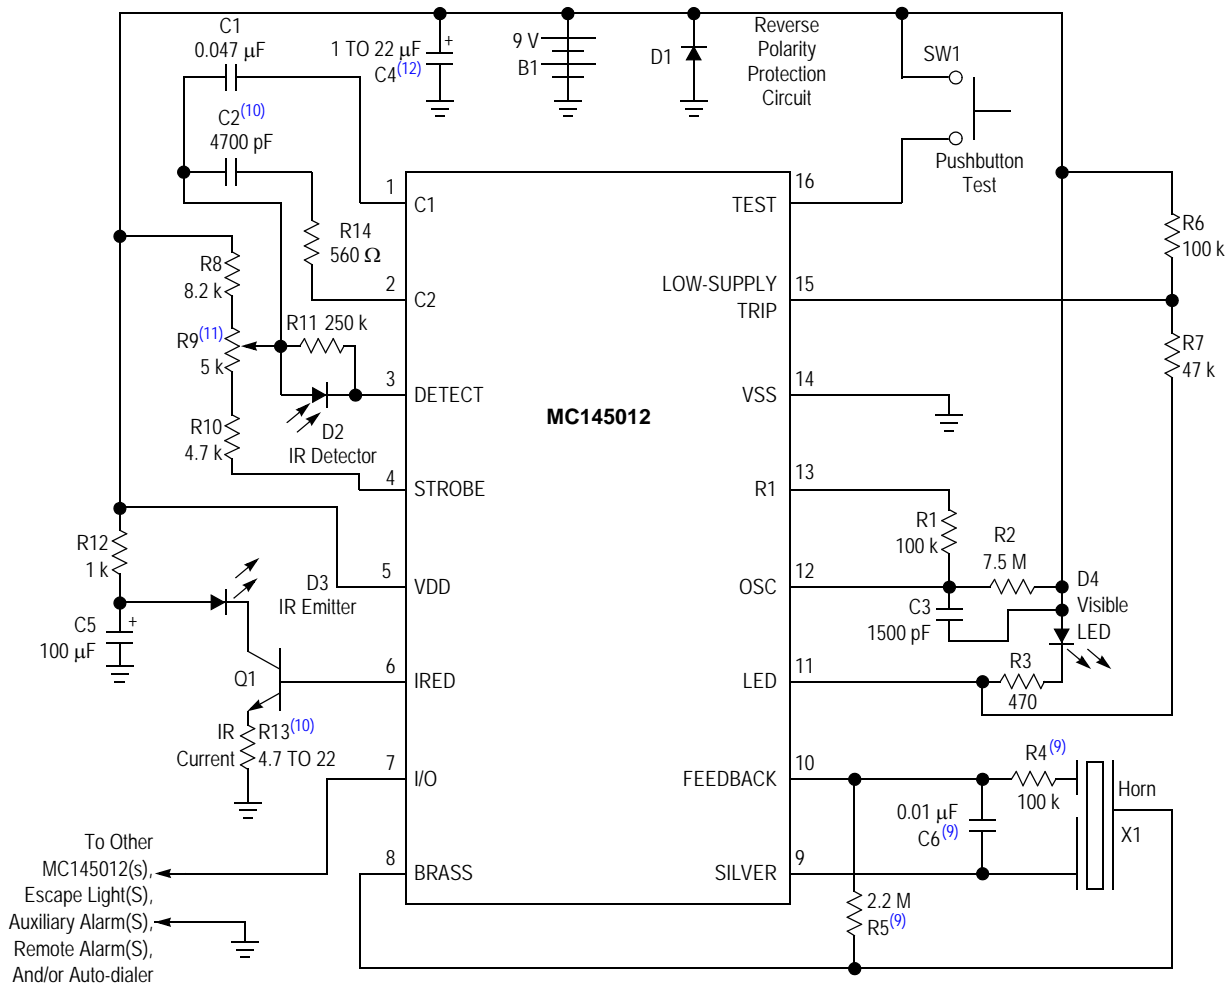 C1
0.047 μF
1 TO 22 μF
C4(12)
9 V
B1
D1
Reverse
Polarity
Protection
Circuit
SW1
C2(10)
4700 pF
Pushbutton
Test
1
C1
16
TEST
R14
560 Ω
R6
100 k
R8
8.2 k
2
C2
LOW-SUPPLY
TRIP
15
R11 250 k
R9(11)
5 k
R7
47 k
3
DETECT
14
VSS
MC145012
D2
IR Detector
R10
4.7 k
4
STROBE
13
R1
R1
100 k
R2
7.5 M
R12
1 k
5
VDD
12
OSC
D3
IR Emitter
D4
Visible
LED
C3
1500 pF
C5
+
100 μF
+
Q1
6
IRED
11
LED
R3
470
IR
Current
R13(10)
4.7 TO 22
7
I/O
10
FEEDBACK
R4(9)
100 k
Horn
X1
0.01 μF
C6(9)
8
BRASS
9
SILVER
2.2 M
R5(9)
To Other
MC145012(s),
Escape Light(S),
Auxiliary Alarm(S),
Remote Alarm(S),
And/or Auto-dialer